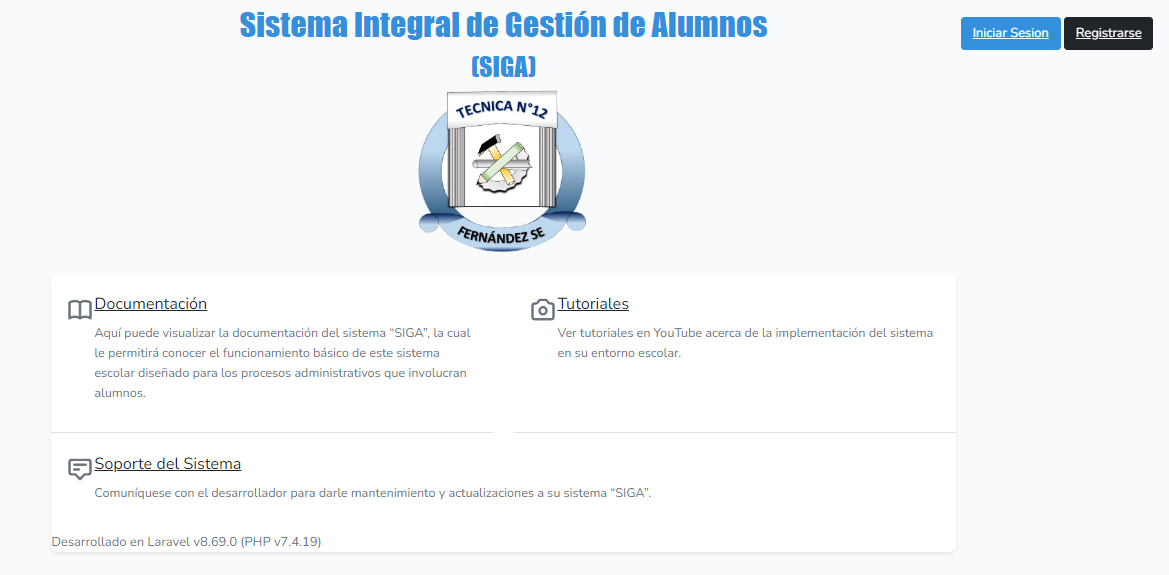 Sistema Integral de Gestión de Alumnos
(SIGA)
Iniciar Sesion
Registrarse
TECNICA N°12
FERNÁNDEZ SE
Documentación
Aquí puede visualizar la documentación del sistema “SIGA”, la cual
le permitirá conocer el funcionamiento básico de este sistema
escolar diseñado para los procesos administrativos que involucran
alumnos.
Tutoriales
Ver tutoriales en YouTube acerca de la implementación del sistema
en su entorno escolar.
Soporte del Sistema
Comuníquese con el desarrollador para darle mantenimiento y actualizaciones a su sistema “SIGA”.
Desarrollado en Laravel v8.69.0 (PHP v7.4.19)